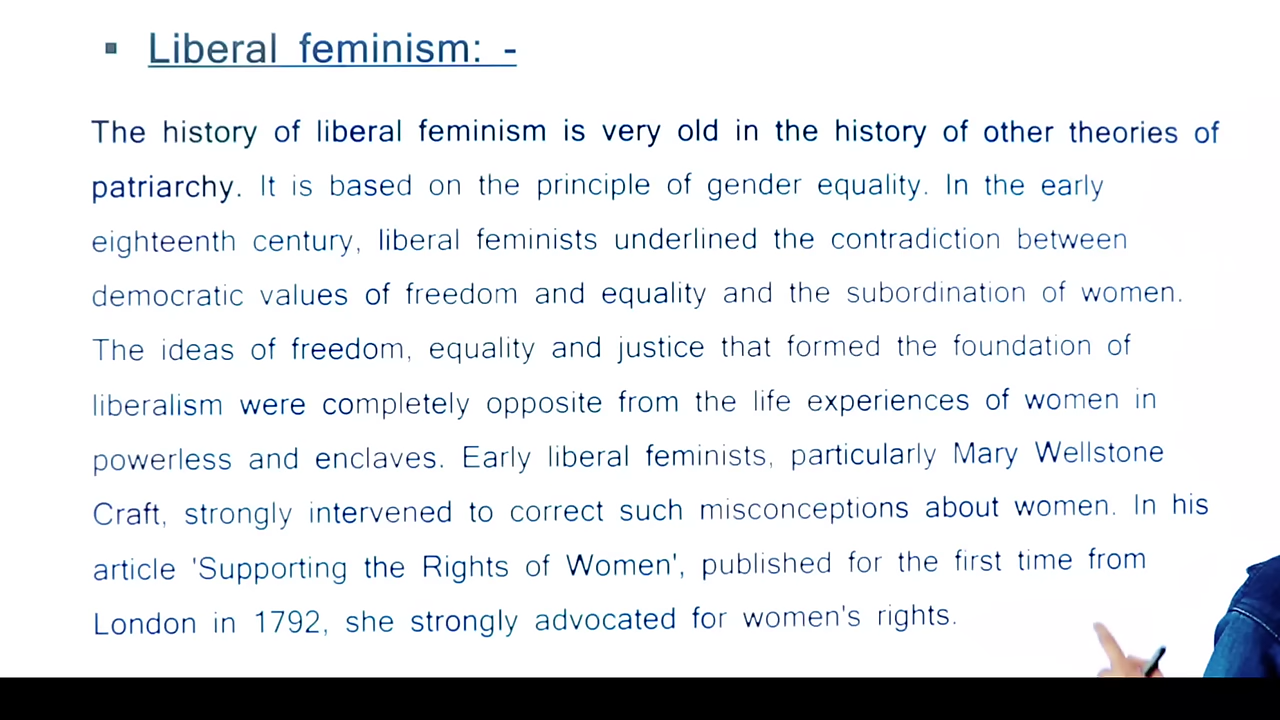 ▪ Liberal feminism: -
The history of liberal feminism is very old in the history of other theories of
patriarchy. It is based on the principle of gender equality. In the early
eighteenth century, liberal feminists underlined the contradiction between
democratic values of freedom and equality and the subordination of women.
The ideas of freedom, equality and justice that formed the foundation of
liberalism were completely opposite from the life experiences of women in
powerless and enclaves. Early liberal feminists, particularly Mary Wellstone
Craft, strongly intervened to correct such misconceptions about women. In his
article 'Supporting the Rights of Women', published for the first time from
London in 1792, she strongly advocated for women's rights.